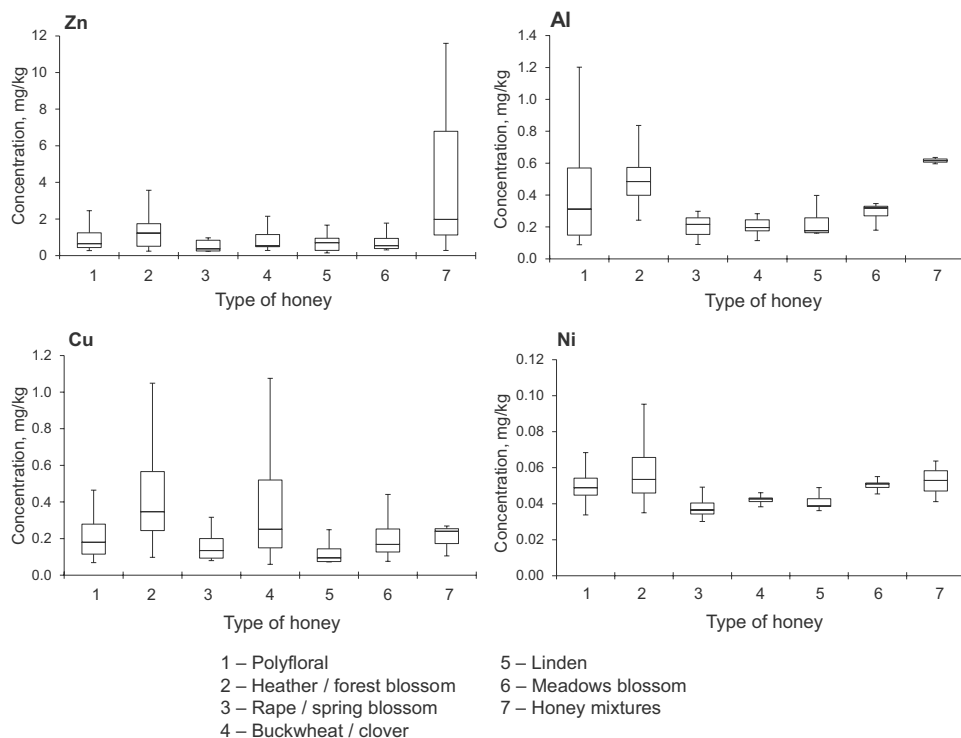 Zn
Concentration, mg/kg
12
10
8
6
4
2
0
1 2 3 4 5 6 7
Type of honey
Al
Concentration, mg/kg
1.4
1.2
1.0
0.8
0.6
0.4
0.2
0.0
1 2 3 4 5 6 7
Type of honey
Cu
Concentration, mg/kg
1.2
1.0
0.8
0.6
0.4
0.2
0.0
1 2 3 4 5 6 7
Type of honey
Ni
Concentration, mg/kg
0.12
0.10
0.08
0.06
0.04
0.02
0.00
1 2 3 4 5 6 7
Type of honey
1 – Polyfloral
2 – Heather / forest blossom
3 – Rape / spring blossom
4 – Buckwheat / clover
5 – Linden
6 – Meadows blossom
7 – Honey mixtures